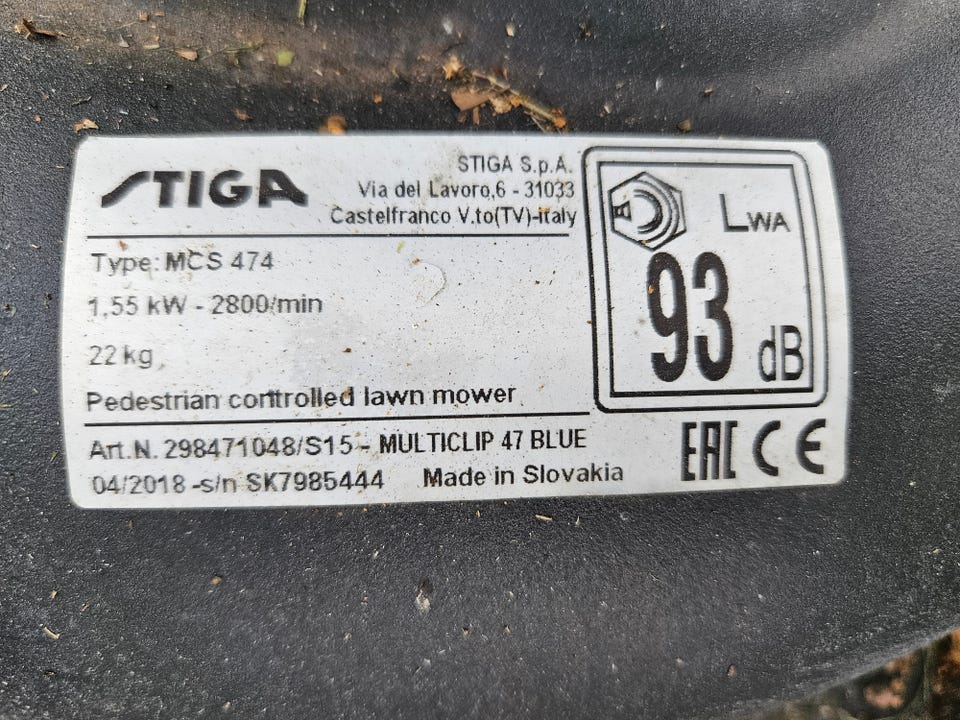 STIGA
STIGA S.p.A.
Via del Lavoro,6 - 31033
Castelfranco V.to(TV)-italy
Type: MCS 474
1,55 kW - 2800/min
22 kg
Pedestrian controlled lawn mower
Art.N. 298471048/S15 - MULTICLIP 47 BLUE
04/2018 -s/n SK7985444 Made in Slovakia
LWA
93
dB
EAC CE